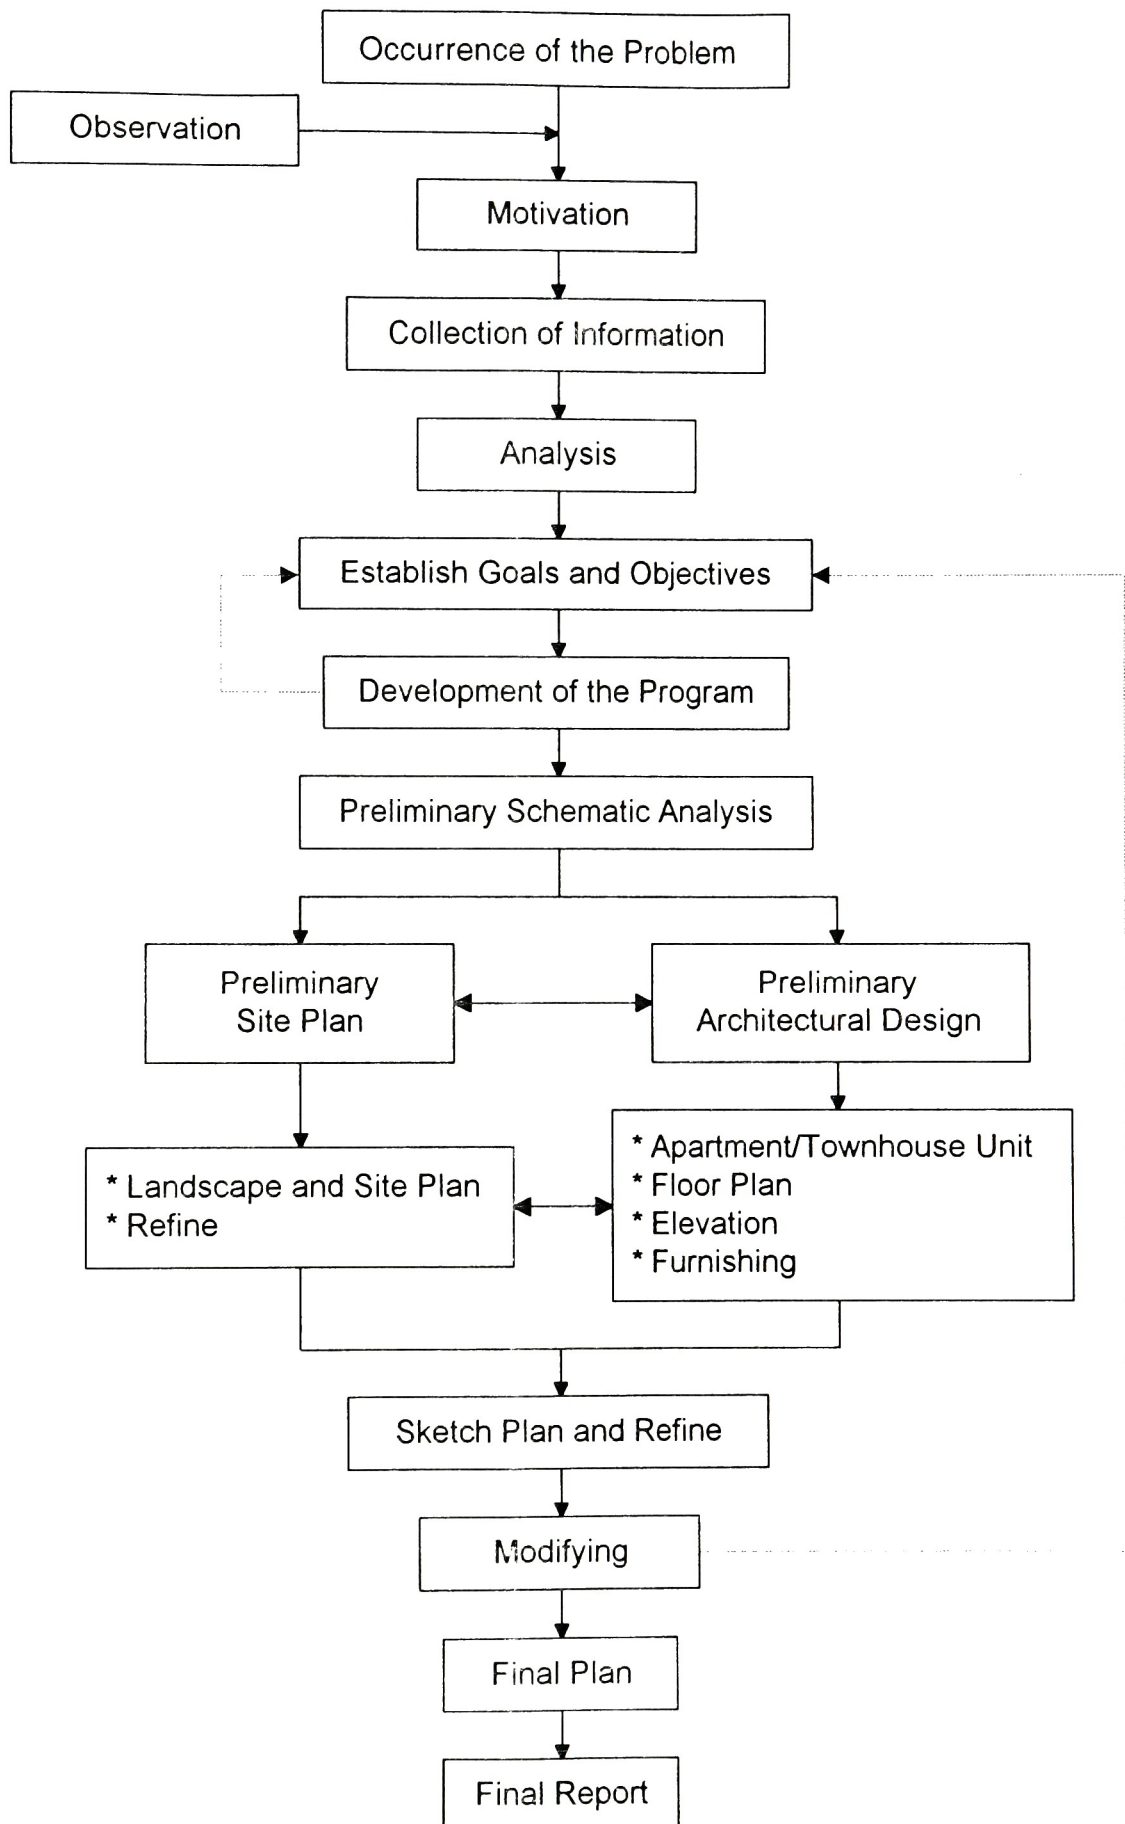 Occurrence of the Problem
Observation
Motivation
Collection of Information
Analysis
Establish Goals and Objectives
Development of the Program
Preliminary Schematic Analysis
Preliminary
Site Plan
Preliminary
Architectural Design
* Landscape and Site Plan
* Refine
* Apartment/Townhouse Unit
* Floor Plan
* Elevation
* Furnishing
Sketch Plan and Refine
Modifying
Final Plan
Final Report